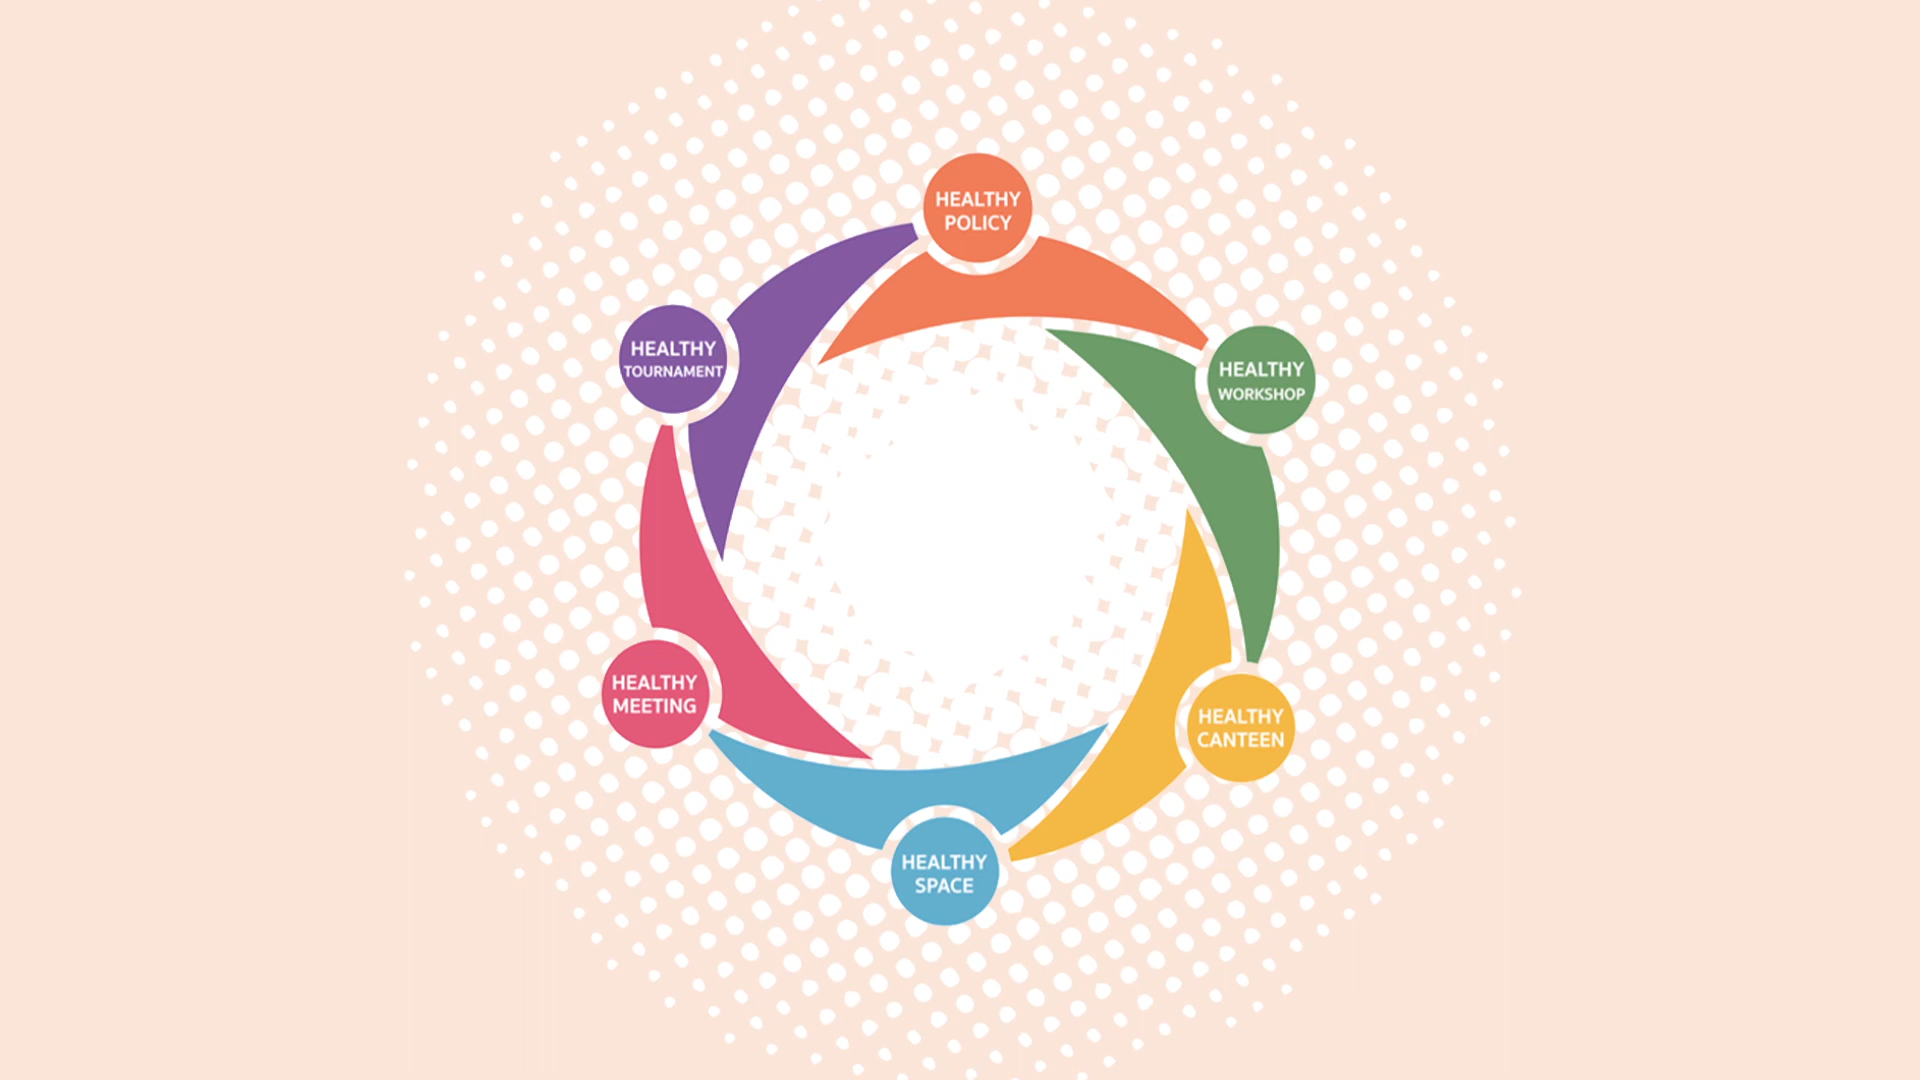 HEALTHY
POLICY
HEALTHY
TOURNAMENT
HEALTHY
WORKSHOP
HEALTHY
MEETING
HEALTHY
CANTEEN
HEALTHY
SPACE